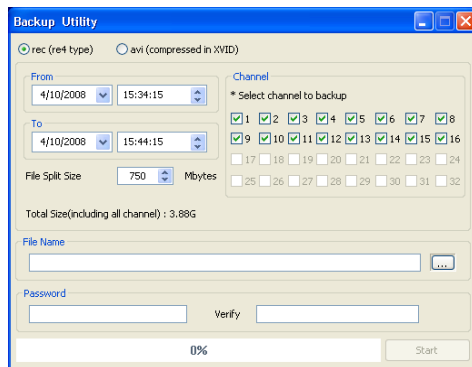 Backup Utility
rec (re4 type) avi (compressed in XVID)
From
4/10/2008 15:34:15
To
4/10/2008 15:44:15
File Split Size 750 Mbytes
Total Size(including all channel) : 3.88G
Channel
* Select channel to backup
1 2 3 4 5 6 7 8
9 10 11 12 13 14 15 16
17 18 19 20 21 22 23 24
25 26 27 28 29 30 31 32
File Name
...
Password
Verify
0% Start